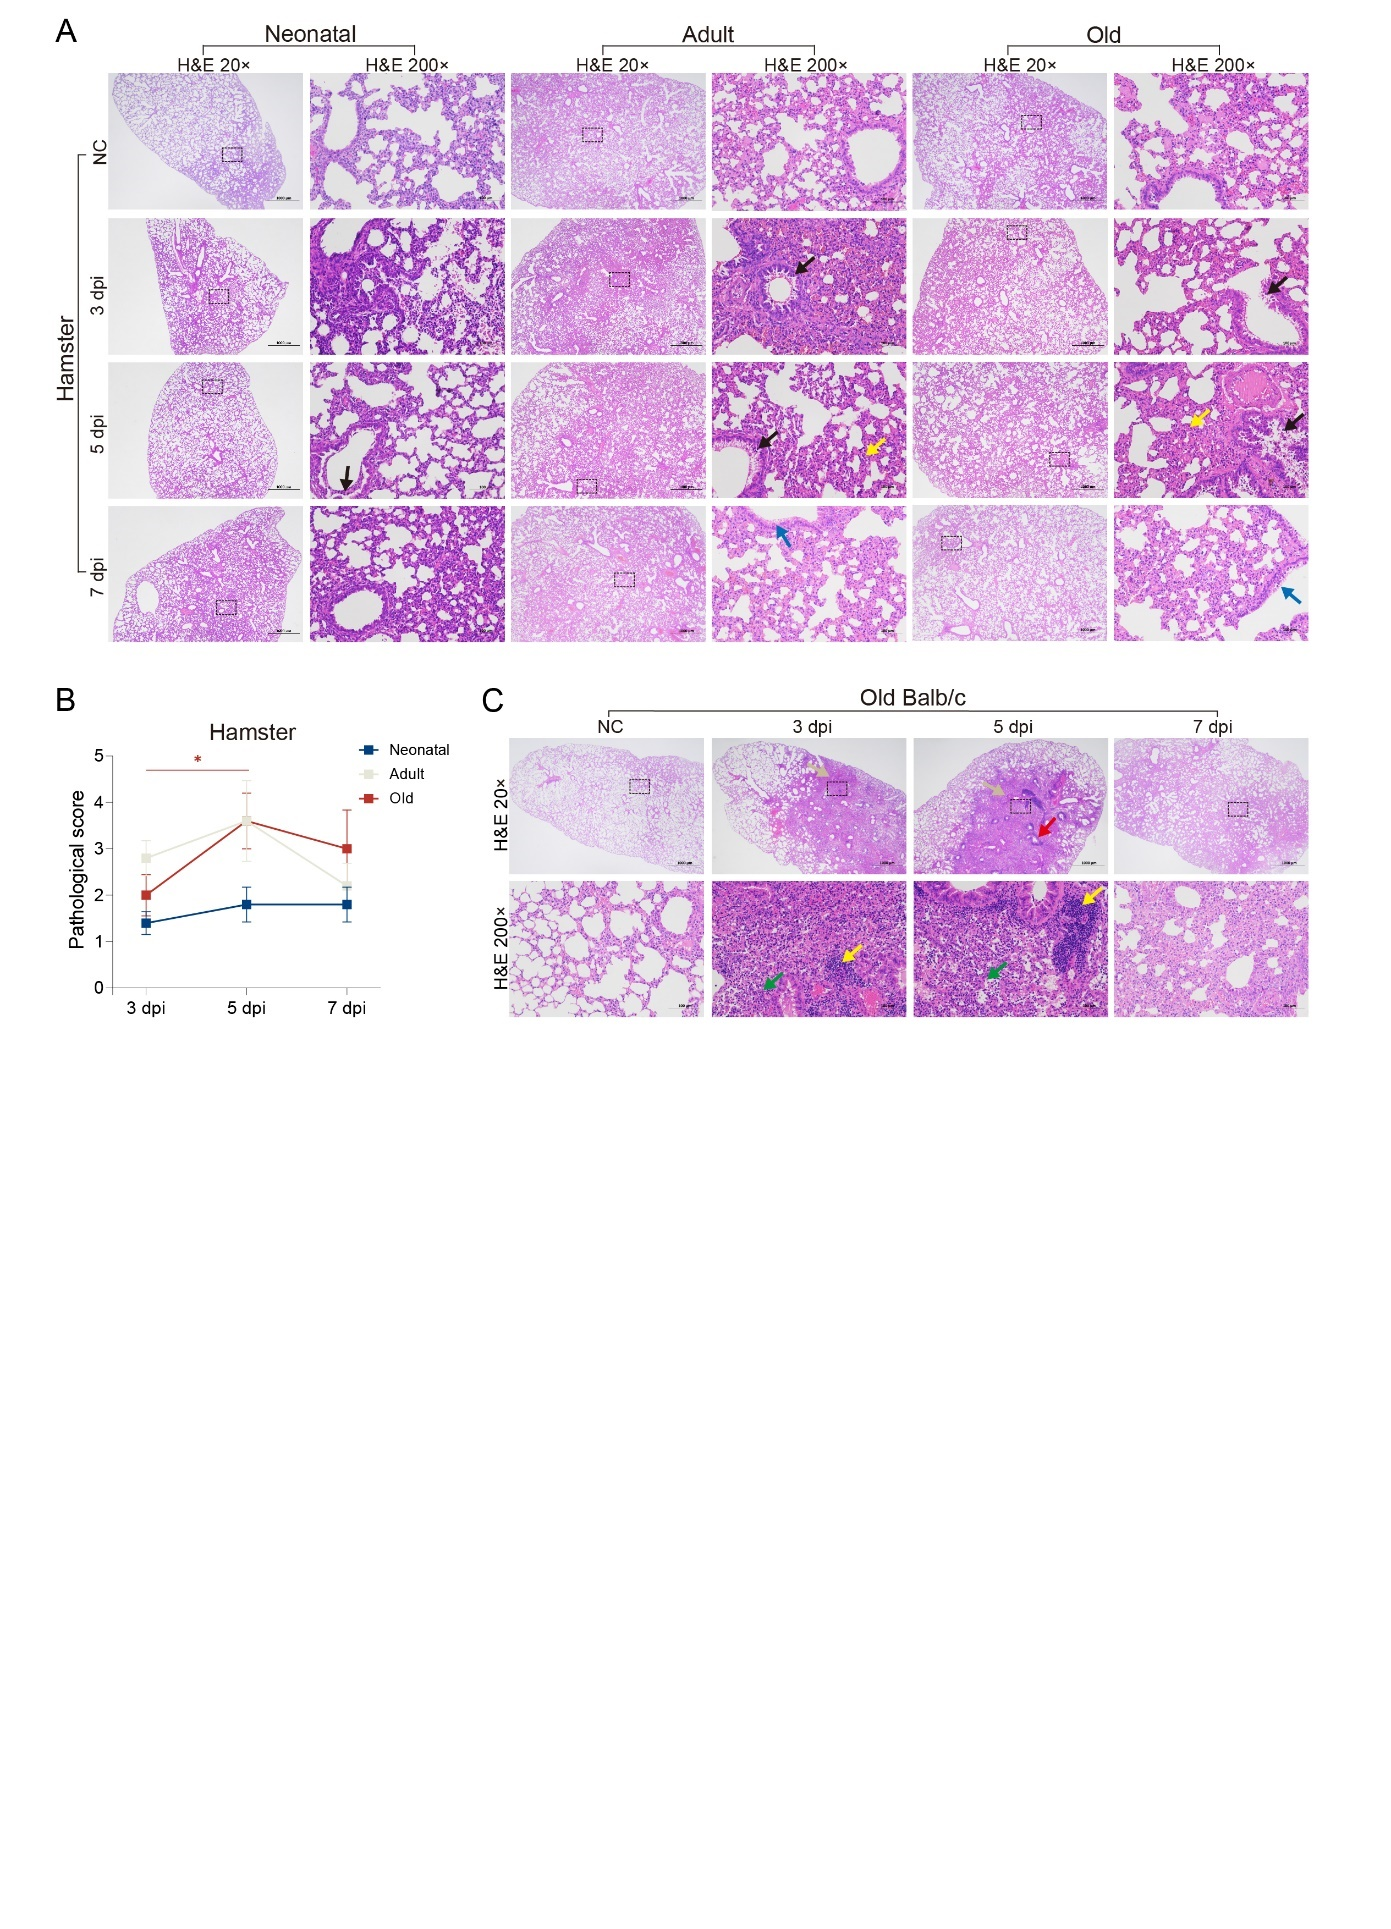 A
Neonatal
Adult
Old
H&E 20×
H&E 200×
H&E 20×
H&E 200×
H&E 20×
H&E 200×
Hamster
NC
3 dpi
5 dpi
7 dpi
B
Hamster
Pathological score
5
4
3
2
1
0
3 dpi
5 dpi
7 dpi
*
Neonatal
Adult
Old
C
Old Balb/c
NC
3 dpi
5 dpi
7 dpi
H&E 20×
H&E 200×